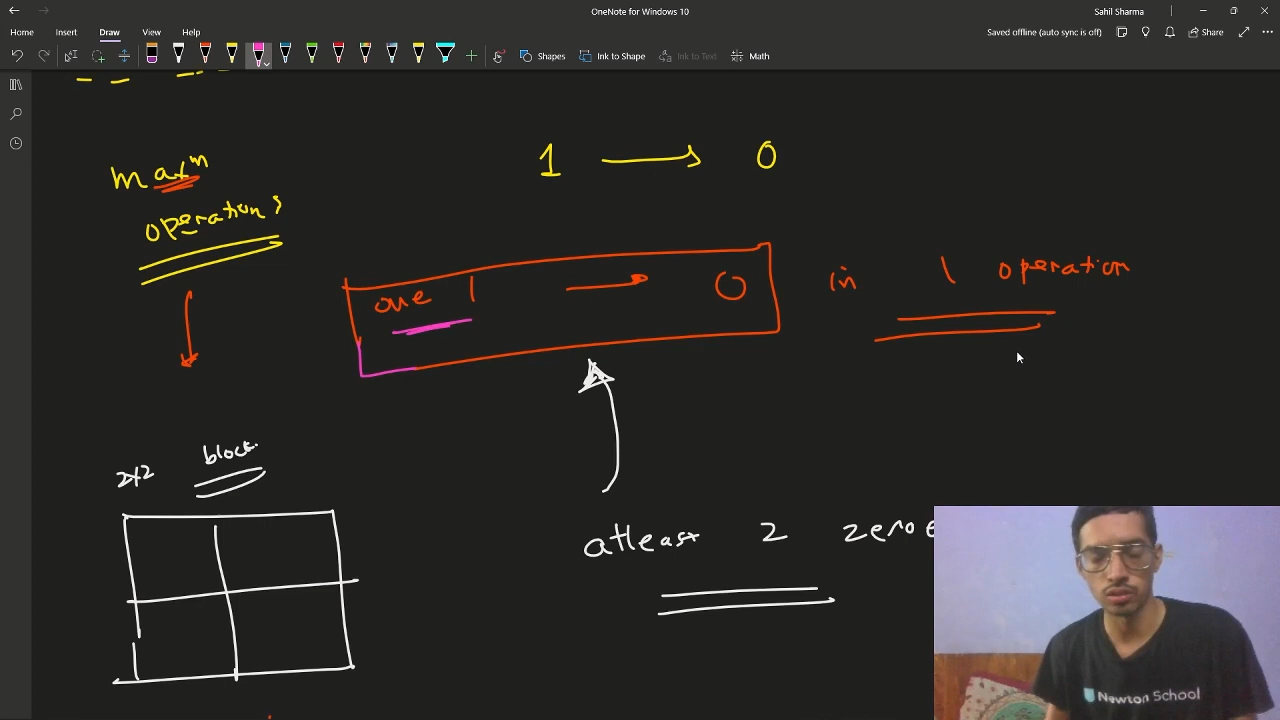 OneNote for Windows 10
Sahil Sharma
Home Insert Draw View Help
Saved offline (auto sync is off)
Share
Shapes
Ink to Shape
Ink to Text
Math
1 → 0
maxm
operations
one 1 → 0 in 1 operation
2x2 block
atleast 2 zeroe
Newton School